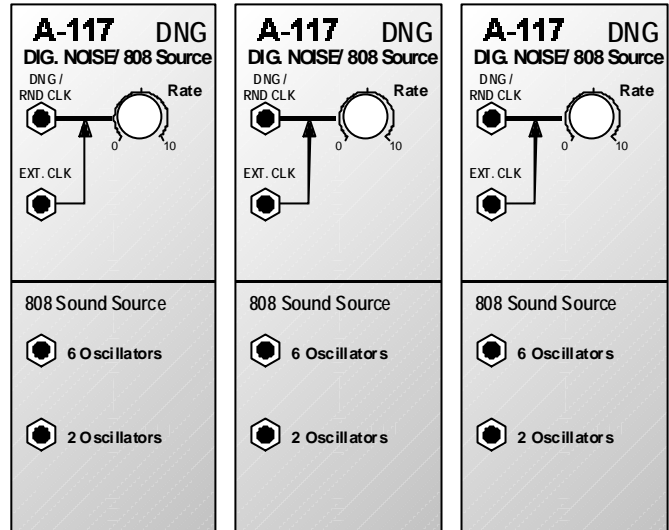 A-117 DNG
DIG. NOISE/ 808 Source
DNG /
RND CLK
Rate
0 10
EXT. CLK
808 Sound Source
6 Oscillators
2 Oscillators
A-117 DNG
DIG. NOISE/ 808 Source
DNG /
RND CLK
Rate
0 10
EXT. CLK
808 Sound Source
6 Oscillators
2 Oscillators
A-117 DNG
DIG. NOISE/ 808 Source
DNG /
RND CLK
Rate
0 10
EXT. CLK
808 Sound Source
6 Oscillators
2 Oscillators